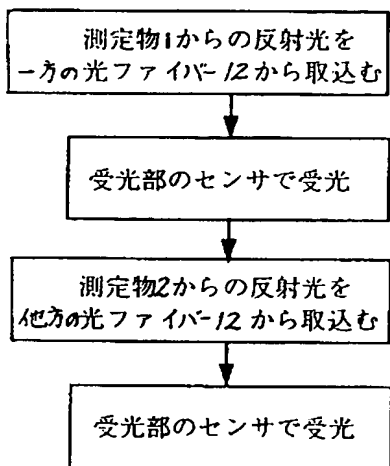 測定物1からの反射光を
一方の光ファイバー12から取込む
受光部のセンサで受光
測定物2からの反射光を
他方の光ファイバー12から取込む
受光部のセンサで受光